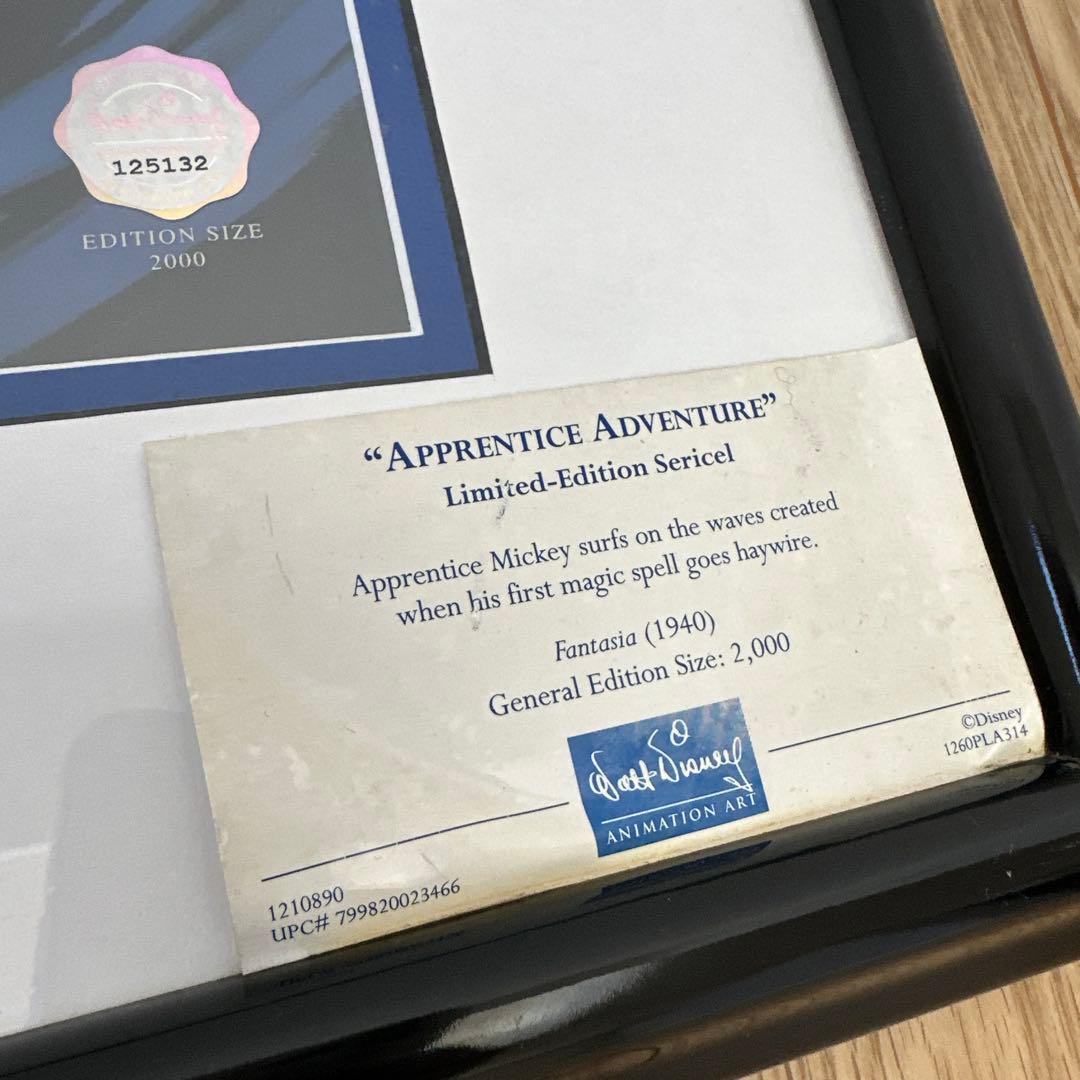 125132
EDITION SIZE
2000
“APPRENTICE ADVENTURE”
Limited-Edition Sericel
Apprentice Mickey surfs on the waves created
when his first magic spell goes haywire.
Fantasia (1940)
General Edition Size: 2,000
Walt Disney
ANIMATION ART
©Disney
1260PLA314
1210890
UPC# 799820023466